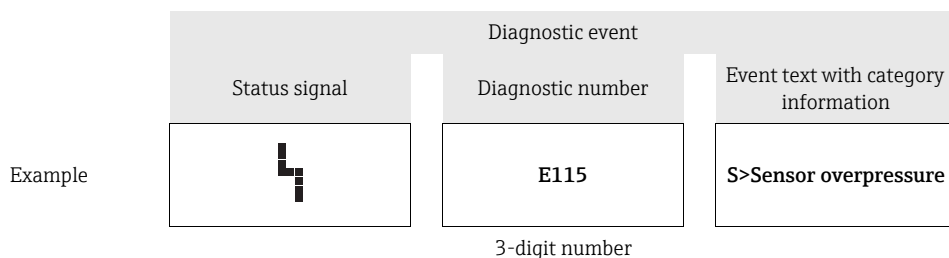 Diagnostic event
Status signal
Diagnostic number
Event text with category
information
Example
E115
S>Sensor overpressure
3-digit number